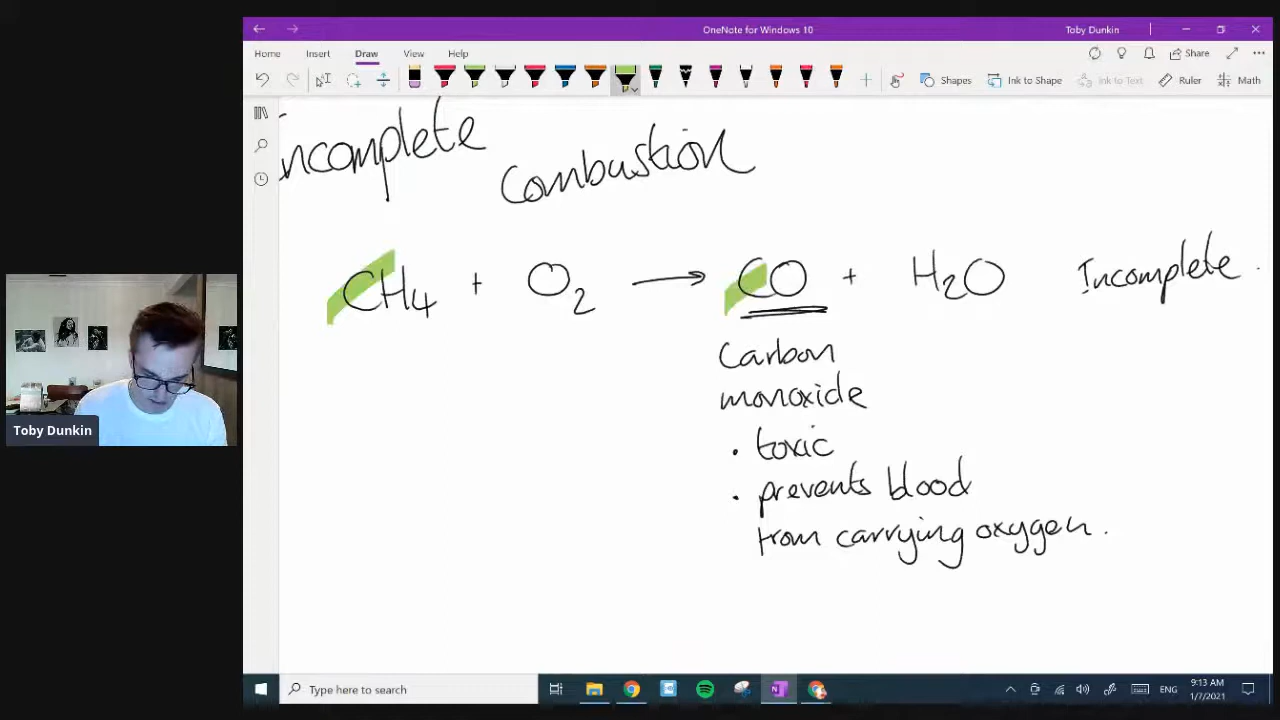 OneNote for Windows 10
Toby Dunkin
Home Insert Draw View Help
Share
Shapes Ink to Shape Ink to Text Ruler Math
Incomplete
Combustion
CH4 + O2 → CO + H2O Incomplete.
Carbon
monoxide
• toxic
• prevents blood
from carrying oxygen.
Toby Dunkin
Type here to search
ENG
9:13 AM
1/7/2021